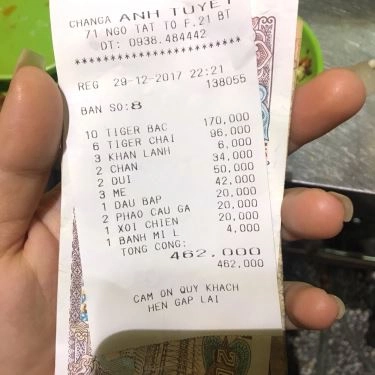 CHANGA ANH TUYET
71 NGO TAT TO F.21 BT
DT: 0938.484442
************************
REG 29-12-2017 22:21
138055
BAN SO:8
10 TIGER BAC 170,000
6 TIGER CHAI 96,000
3 KHAN LANH 6,000
2 CHAN 34,000
2 DUI 50,000
3 ME 42,000
1 DAU BAP 20,000
2 PHAO CAU GA 20,000
1 XOI CHIEN 20,000
1 BANH MI L 4,000
TONG CONG:
462,000
462,000
CAM ON QUY KHACH
HEN GAP LAI